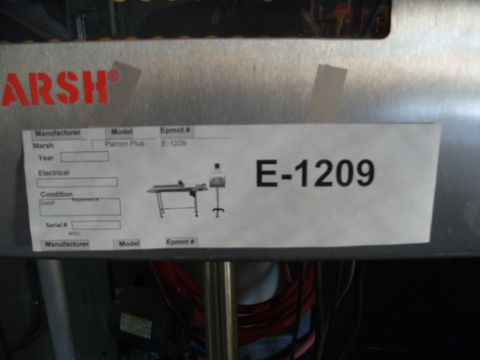 ARSH®
Manufacturer Model Epmnt #
Marsh Patrion Plus E-1209
Year
Electrical
E-1209
Condition
Good
Serial #
Manufacturer Model Epmnt #